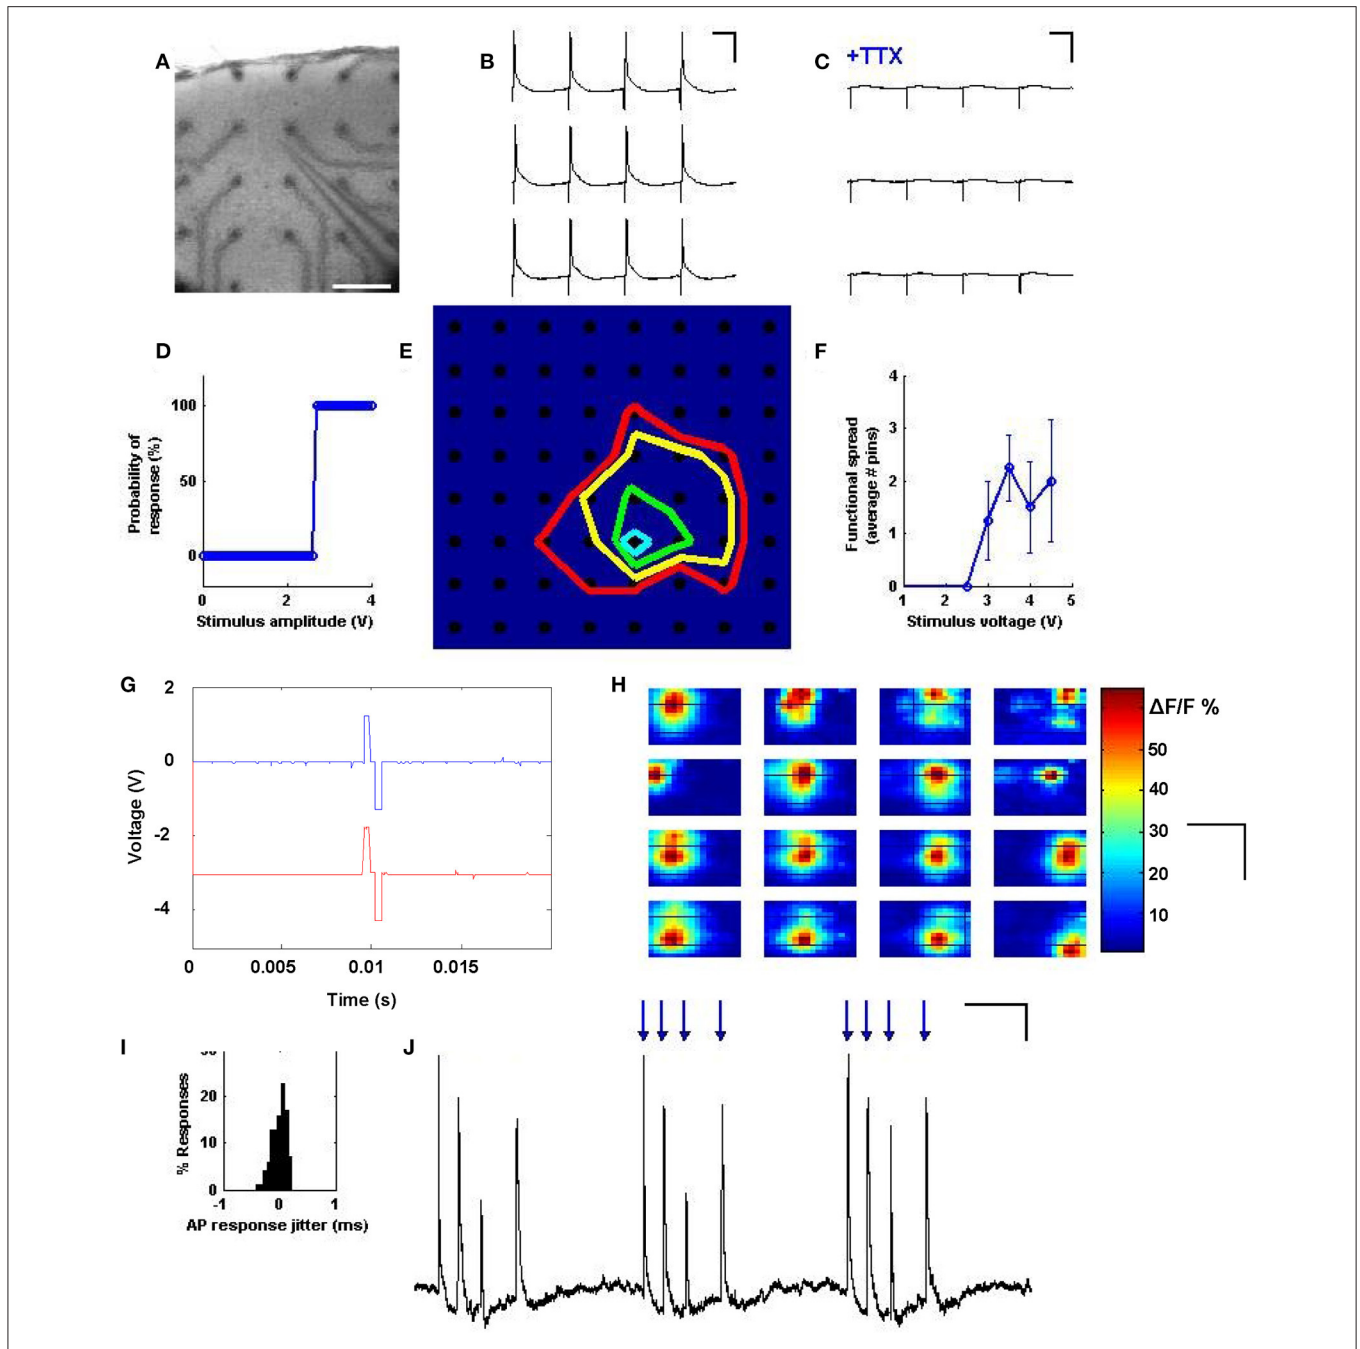 A
B
C
+TTX
D
Probability of
response (%)
100
50
0
0
2
4
Stimulus amplitude (V)
E
F
Functional spread
(average # pins)
4
3
2
1
0
1
2
3
4
5
Stimulus voltage (V)
G
Voltage (V)
2
0
-2
-4
0
0.005
0.01
0.015
Time (s)
H
ΔF/F %
50
40
30
20
10
I
% Responses
30
20
10
0
-1
0
1
AP response jitter (ms)
J